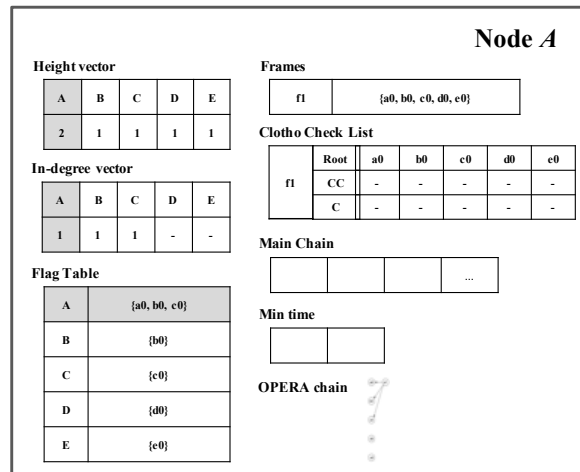 Node A
Height vector
A B C D E
2 1 1 1 1
In-degree vector
A B C D E
1 1 1 - -
Flag Table
A {a0, b0, c0}
B {b0}
C {c0}
D {d0}
E {e0}
Frames
f1 {a0, b0, c0, d0, e0}
Clotho Check List
f1
Root a0 b0 c0 d0 e0
CC - - - - -
C - - - - -
Main Chain
...
Min time
OPERA chain